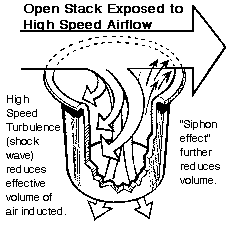 Open Stack Exposed to
High Speed Airflow
High
Speed
Turbulence
(shock
wave)
reduces
effective
volume of
air inducted.
"Siphon
effect"
further
reduces
volume.